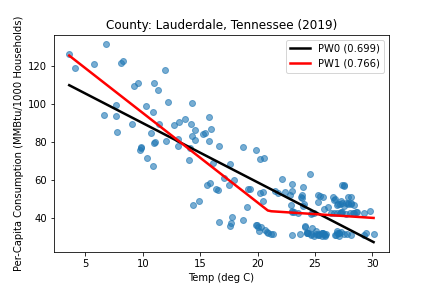 County: Lauderdale, Tennessee (2019)
PW0 (0.699)
PW1 (0.766)
Per-Capita Consumption (MMBtu/1000 Households)
120
100
80
60
40
5 10 15 20 25 30
Temp (deg C)